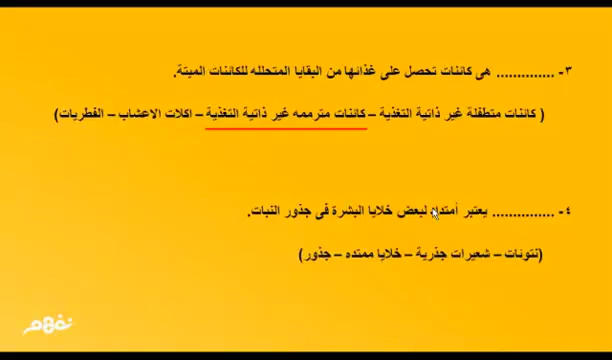 ٣- .............. هى كائنات تحصل على غذائها من البقايا المتحلله للكائنات الميتة.
( كائنات متطفلة غير ذاتية التغذية – كائنات مترممه غير ذاتية التغذية – اكلات الاعشاب – الفطريات)
٤- ............... يعتبر أمتداد لبعض خلايا البشرة فى جذور النبات.
(نتوئات – شعيرات جذرية – خلايا ممتده – جذور)
نفهم